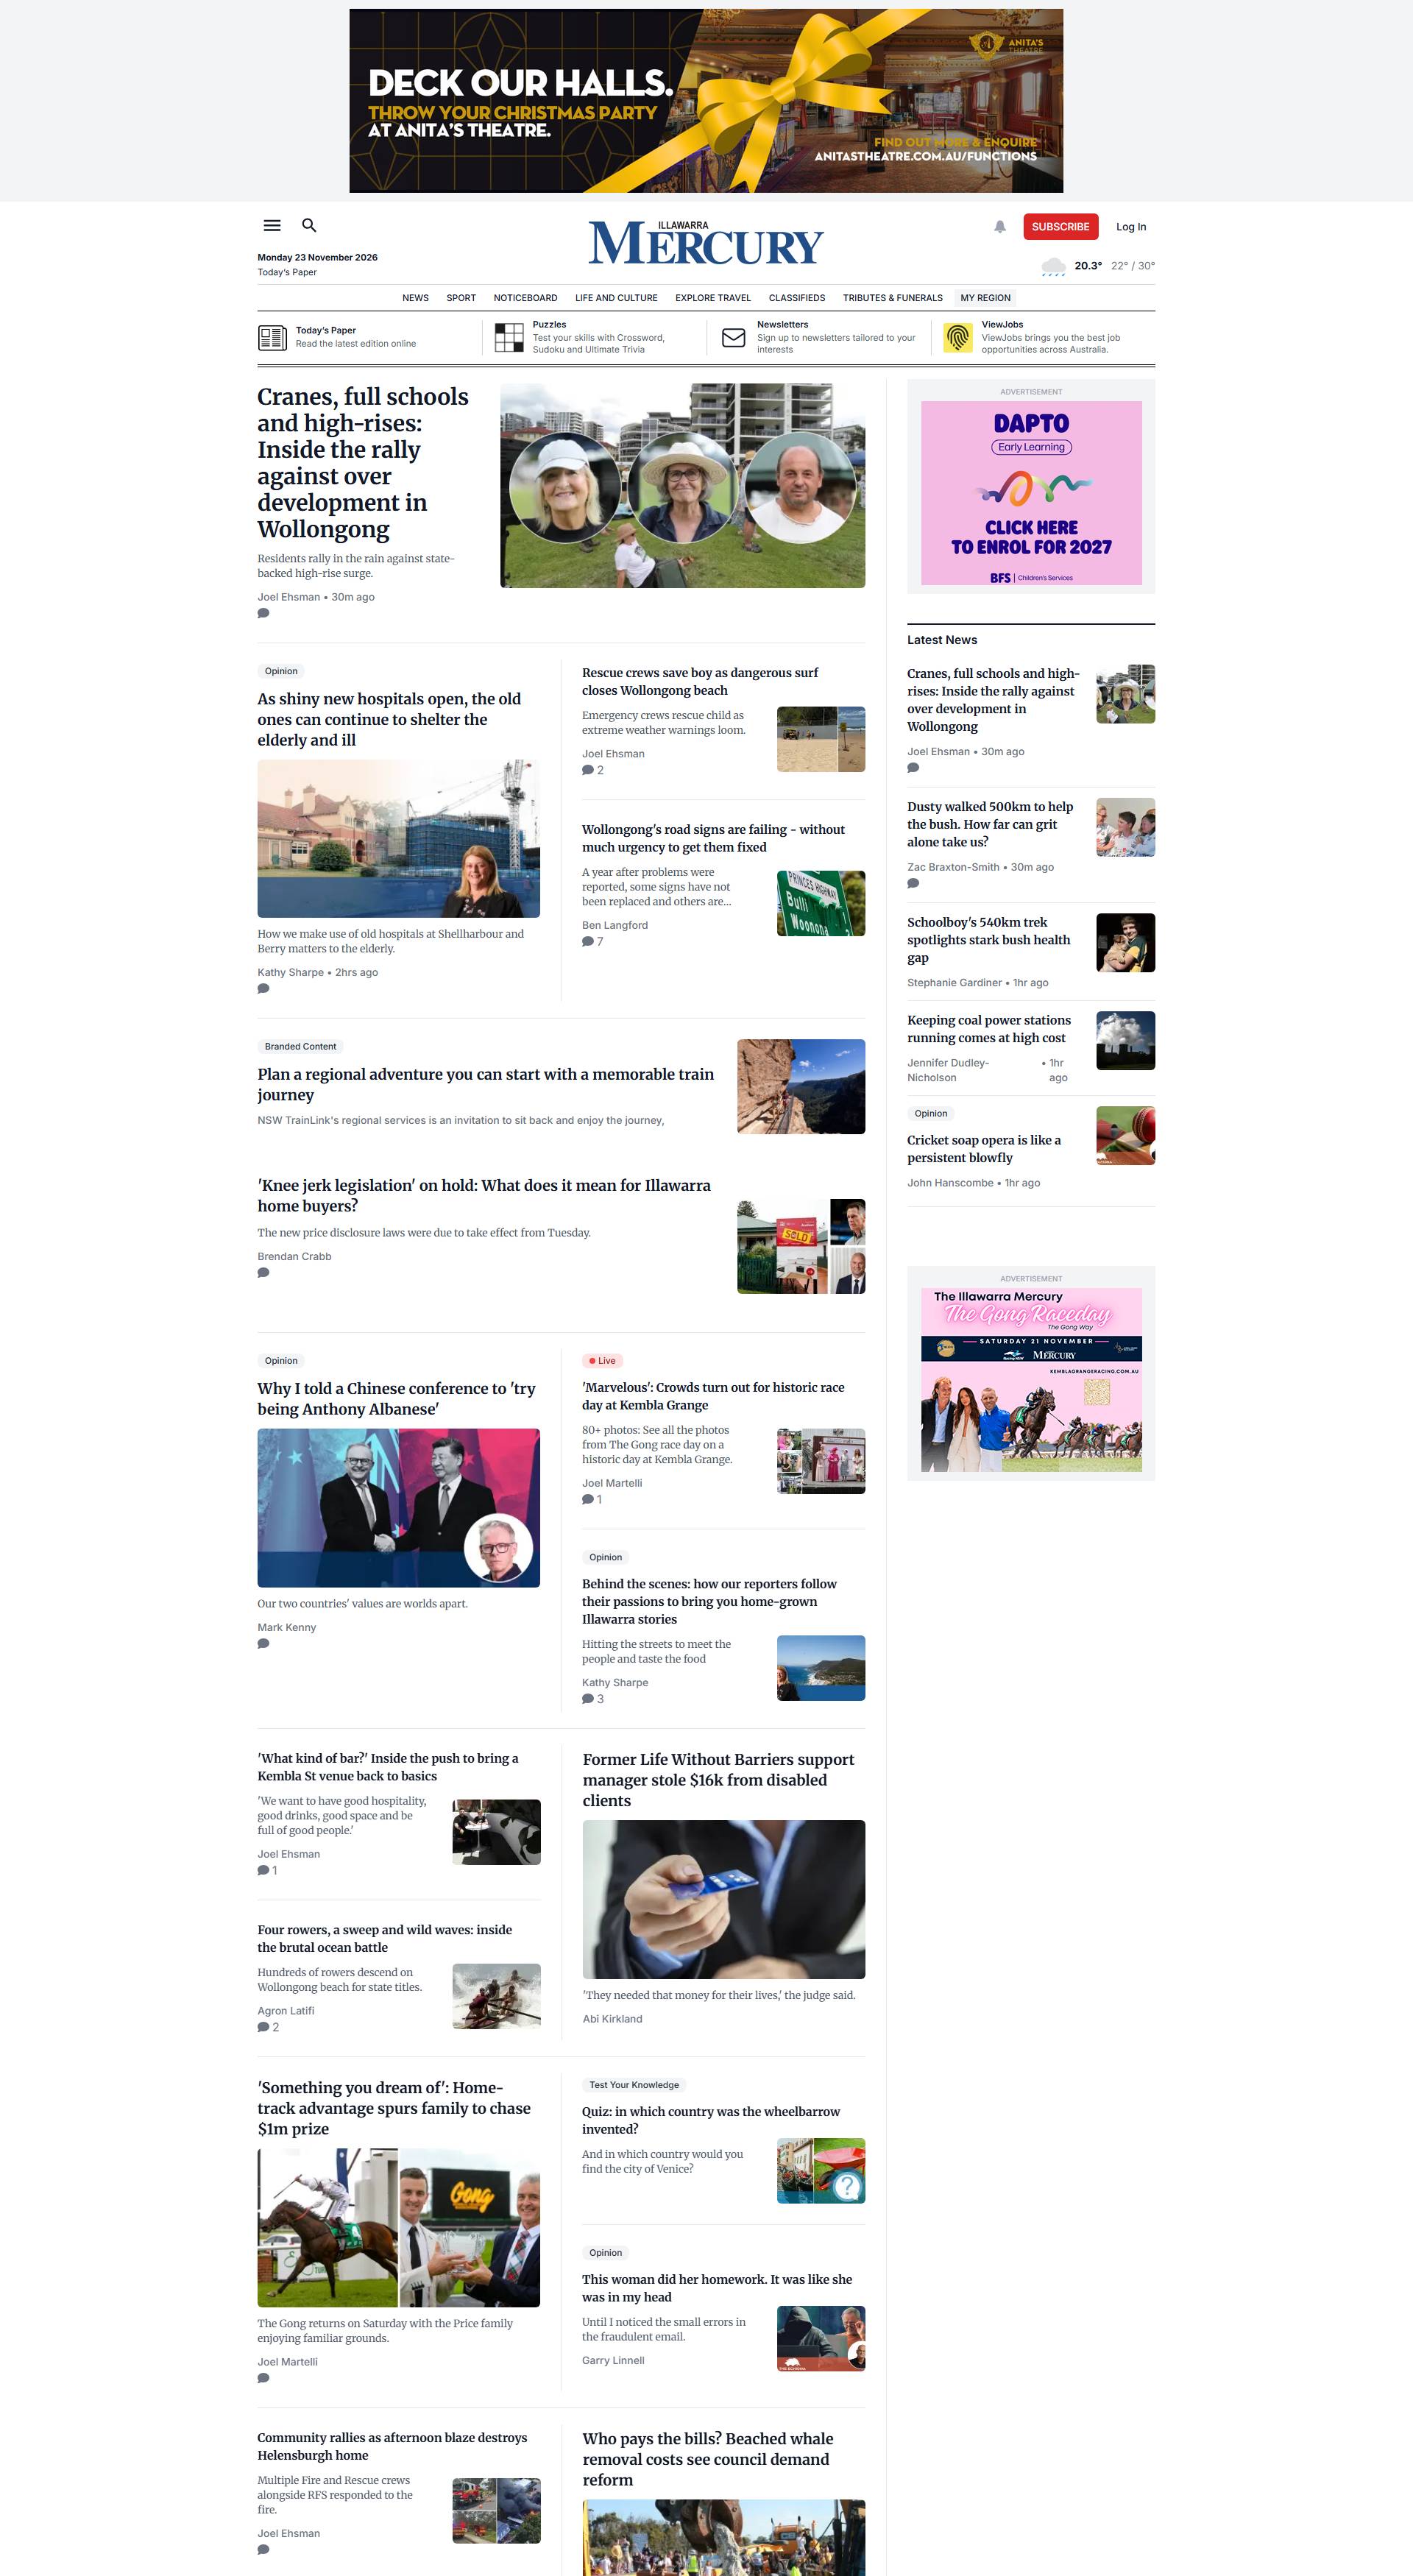 DECK OUR HALLS.
THROW YOUR CHRISTMAS PARTY
AT ANITA'S THEATRE.
ANITA'S
THEATRE
FIND OUT MORE & ENQUIRE
ANITASTHEATRE.COM.AU/FUNCTIONS
ILLAWARRA
MERCURY
SUBSCRIBE
Log In
Monday 23 November 2026
Today's Paper
20.3° 22° / 30°
NEWS SPORT NOTICEBOARD LIFE AND CULTURE EXPLORE TRAVEL CLASSIFIEDS TRIBUTES & FUNERALS MY REGION
Today's Paper
Read the latest edition online
Puzzles
Test your skills with Crossword,
Sudoku and Ultimate Trivia
Newsletters
Sign up to newsletters tailored to your
interests
ViewJobs
ViewJobs brings you the best job
opportunities across Australia.
Cranes, full schools
and high-rises:
Inside the rally
against over
development in
Wollongong
Residents rally in the rain against state-
backed high-rise surge.
Joel Ehsman • 30m ago
Opinion
As shiny new hospitals open, the old
ones can continue to shelter the
elderly and ill
How we make use of old hospitals at Shellharbour and
Berry matters to the elderly.
Kathy Sharpe • 2hrs ago
Rescue crews save boy as dangerous surf
closes Wollongong beach
Emergency crews rescue child as
extreme weather warnings loom.
Joel Ehsman
2
Wollongong's road signs are failing - without
much urgency to get them fixed
A year after problems were
reported, some signs have not
been replaced and others are...
Ben Langford
7
PRINCES HIGHWAY
Bulli
Woonona
Branded Content
Plan a regional adventure you can start with a memorable train
journey
NSW TrainLink's regional services is an invitation to sit back and enjoy the journey,
'Knee jerk legislation' on hold: What does it mean for Illawarra
home buyers?
The new price disclosure laws were due to take effect from Tuesday.
Brendan Crabb
SOLD
Opinion
Why I told a Chinese conference to 'try
being Anthony Albanese'
Our two countries' values are worlds apart.
Mark Kenny
Live
'Marvelous': Crowds turn out for historic race
day at Kembla Grange
80+ photos: See all the photos
from The Gong race day on a
historic day at Kembla Grange.
Joel Martelli
1
Opinion
Behind the scenes: how our reporters follow
their passions to bring you home-grown
Illawarra stories
Hitting the streets to meet the
people and taste the food
Kathy Sharpe
3
'What kind of bar?' Inside the push to bring a
Kembla St venue back to basics
'We want to have good hospitality,
good drinks, good space and be
full of good people.'
Joel Ehsman
1
Four rowers, a sweep and wild waves: inside
the brutal ocean battle
Hundreds of rowers descend on
Wollongong beach for state titles.
Agron Latifi
2
Former Life Without Barriers support
manager stole $16k from disabled
clients
'They needed that money for their lives,' the judge said.
Abi Kirkland
'Something you dream of': Home-
track advantage spurs family to chase
$1m prize
Gong
The Gong returns on Saturday with the Price family
enjoying familiar grounds.
Joel Martelli
Test Your Knowledge
Quiz: in which country was the wheelbarrow
invented?
And in which country would you
find the city of Venice?
?
Opinion
This woman did her homework. It was like she
was in my head
Until I noticed the small errors in
the fraudulent email.
Garry Linnell
Community rallies as afternoon blaze destroys
Helensburgh home
Multiple Fire and Rescue crews
alongside RFS responded to the
fire.
Joel Ehsman
Who pays the bills? Beached whale
removal costs see council demand
reform
ADVERTISEMENT
DAPTO
Early Learning
CLICK HERE
TO ENROL FOR 2027
BFS | Children's Services
Latest News
Cranes, full schools and high-
rises: Inside the rally against
over development in
Wollongong
Joel Ehsman • 30m ago
Dusty walked 500km to help
the bush. How far can grit
alone take us?
Zac Braxton-Smith • 30m ago
Schoolboy's 540km trek
spotlights stark bush health
gap
Stephanie Gardiner • 1hr ago
Keeping coal power stations
running comes at high cost
Jennifer Dudley- • 1hr
Nicholson ago
Opinion
Cricket soap opera is like a
persistent blowfly
John Hanscombe • 1hr ago
ADVERTISEMENT
The Illawarra Mercury
The Gong Raceday
The Gong Way
SATURDAY 21 NOVEMBER
MERCURY
KEMBLAGRANGERACING.COM.AU